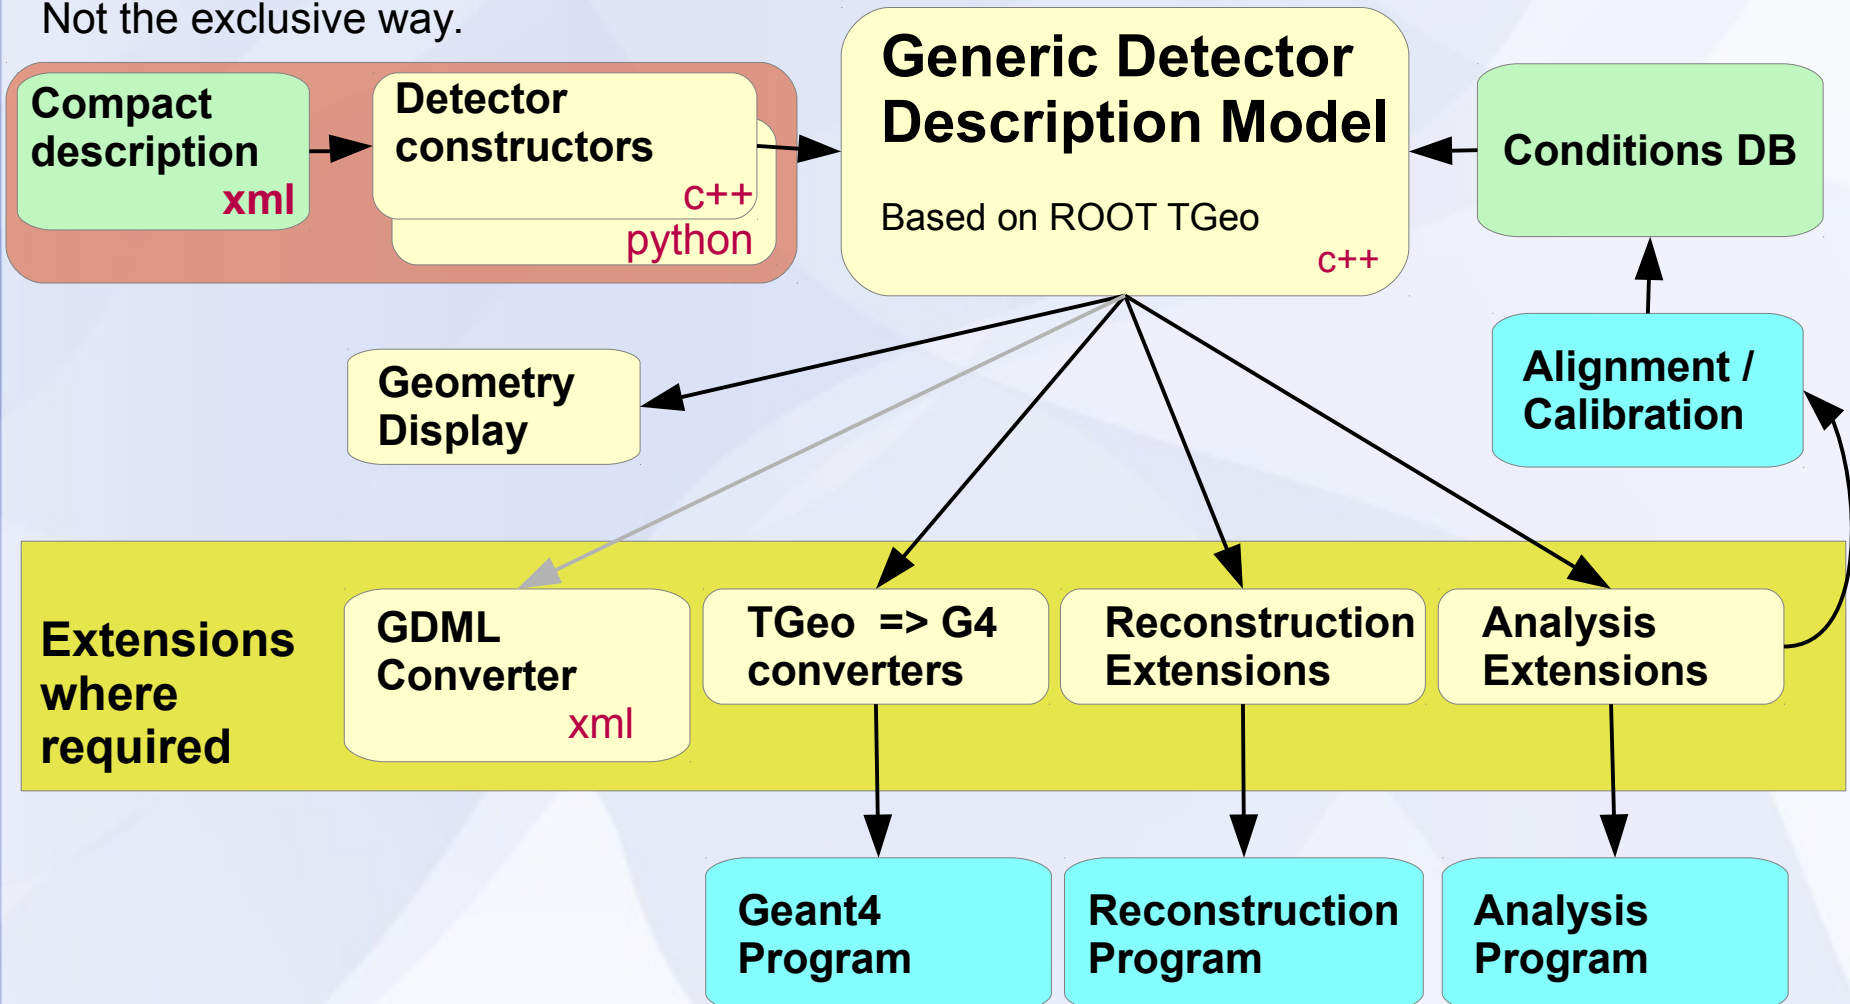 Not the exclusive way.
Compact
description
xml
Detector
constructors
c++
python
Generic Detector
Description Model
Based on ROOT TGeo
c++
Conditions DB
Geometry
Display
Alignment /
Calibration
Extensions
where
required
GDML
Converter
xml
TGeo => G4
converters
Reconstruction
Extensions
Analysis
Extensions
Geant4
Program
Reconstruction
Program
Analysis
Program